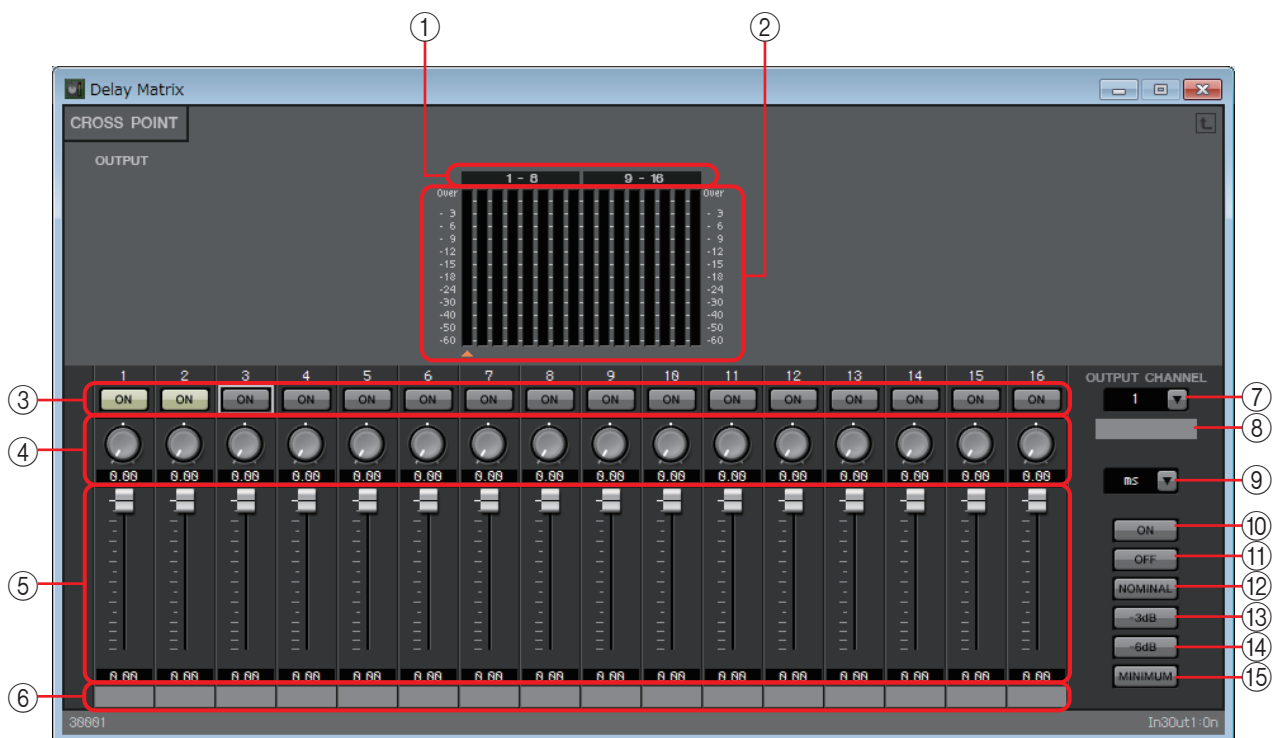 ① ②
Delay Matrix
CROSS POINT
OUTPUT
1 - 8 9 - 16
Over Over
- 3 - 3
- 6 - 6
- 9 - 9
-12 -12
-15 -15
-18 -18
-24 -24
-30 -30
-40 -40
-50 -50
-60 -60
1 2 3 4 5 6 7 8 9 10 11 12 13 14 15 16 OUTPUT CHANNEL
③ ON ON ON ON ON ON ON ON ON ON ON ON ON ON ON ON 1 ⑦
⑧
④
0.00 0.00 0.00 0.00 0.00 0.00 0.00 0.00 0.00 0.00 0.00 0.00 0.00 0.00 0.00 0.00
ms ⑨
ON ⑩
OFF ⑪
⑤
NOMINAL ⑫
-3dB ⑬
-6dB ⑭
0.00 0.00 0.00 0.00 0.00 0.00 0.00 0.00 0.00 0.00 0.00 0.00 0.00 0.00 0.00 0.00
MINIMUM ⑮
⑥
30001 In3Out1:On